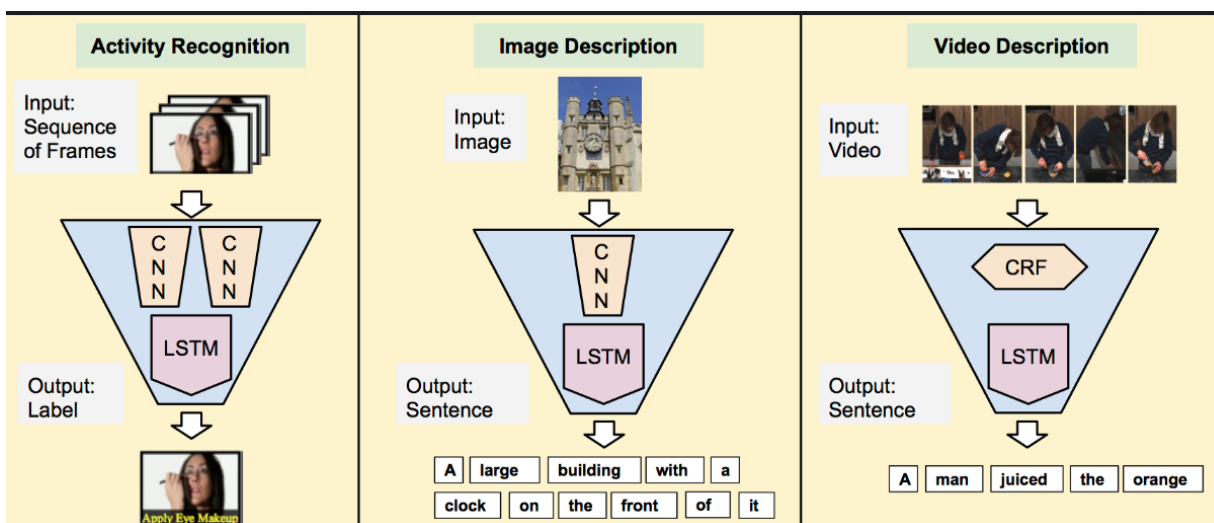 Activity Recognition
Input:
Sequence
of Frames
C
N
N
C
N
N
LSTM
Output:
Label
Apply Eye Makeup
Image Description
Input:
Image
C
N
N
LSTM
Output:
Sentence
A large building with a
clock on the front of it
Video Description
Input:
Video
CRF
LSTM
Output:
Sentence
A man juiced the orange